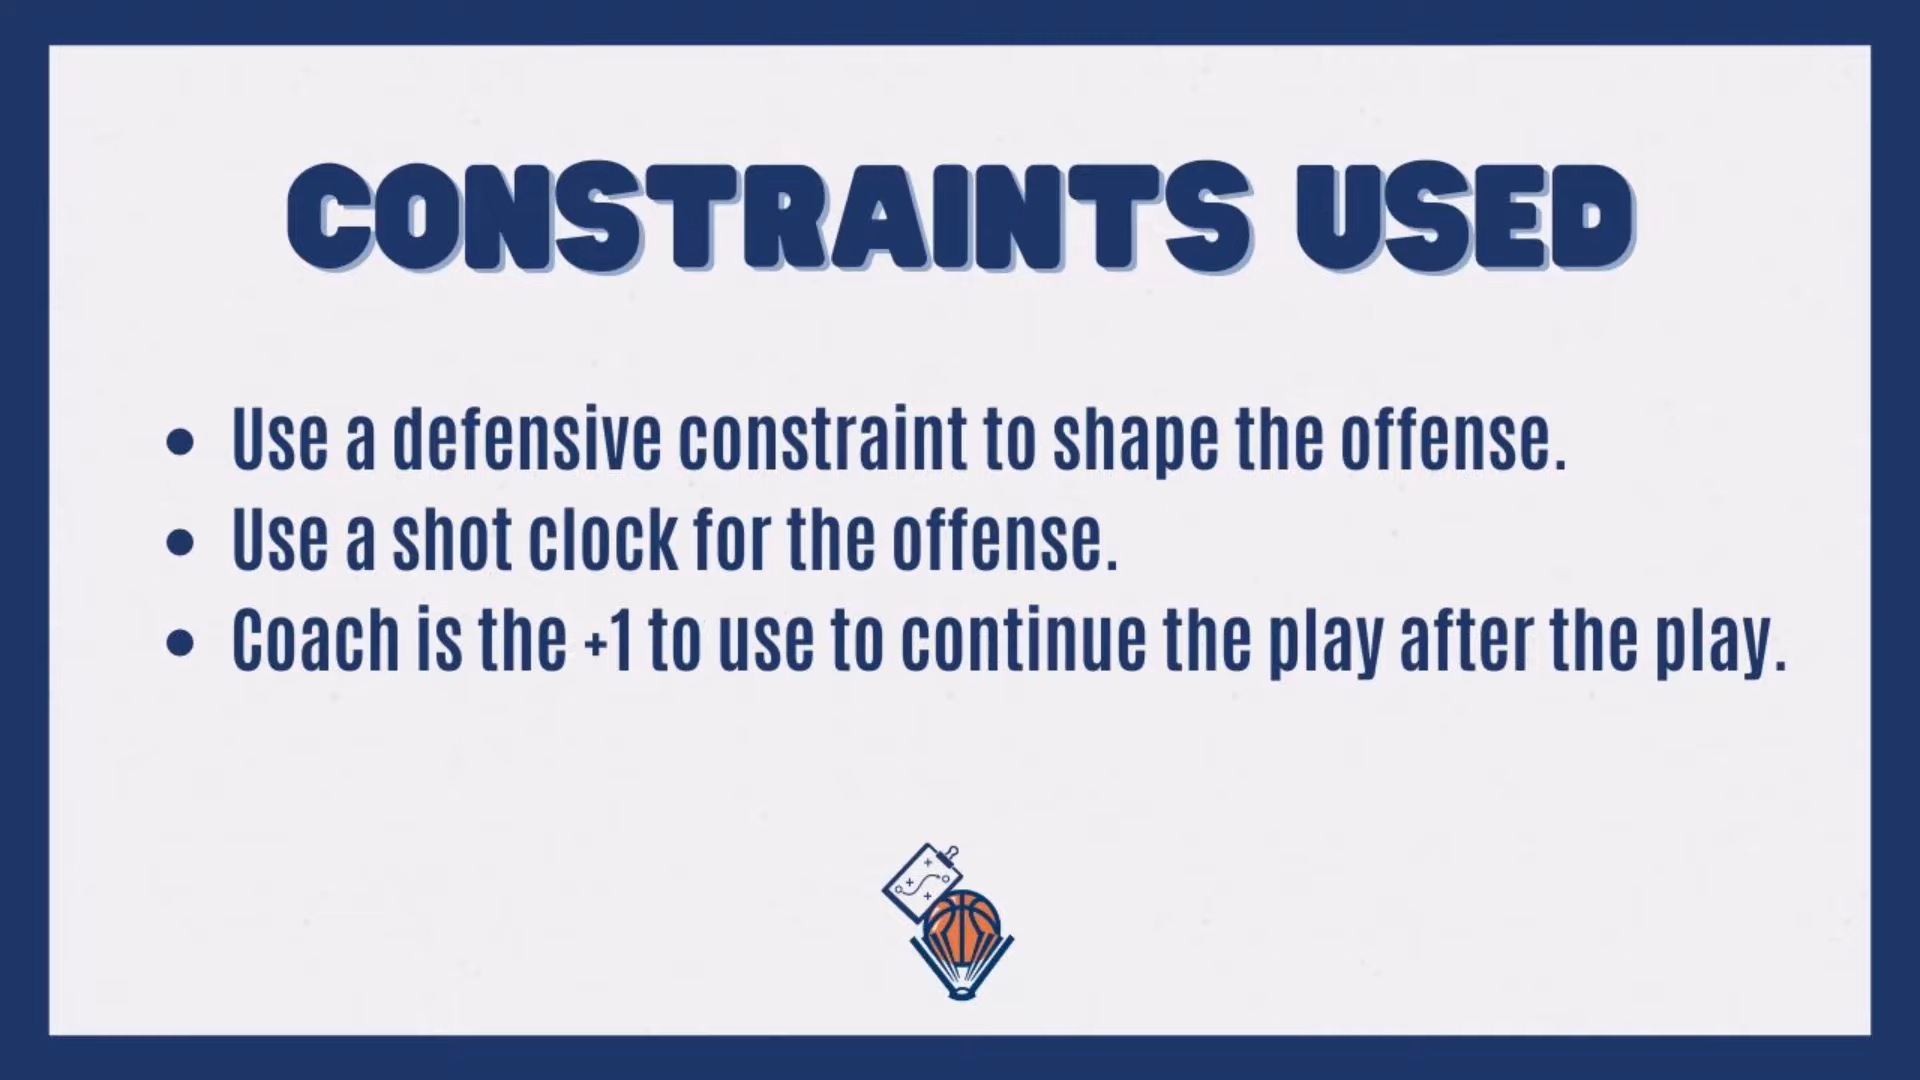 CONSTRAINTS USED
• Use a defensive constraint to shape the offense.
• Use a shot clock for the offense.
• Coach is the +1 to use to continue the play after the play.